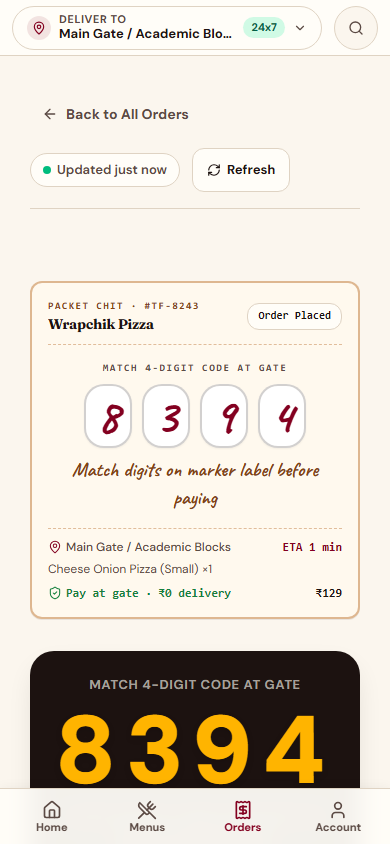 DELIVER TO
Main Gate / Academic Blo...
24x7
Back to All Orders
Updated just now
Refresh
PACKET CHIT · #TF-8243
Wrapchik Pizza
Order Placed
MATCH 4-DIGIT CODE AT GATE
8 3 9 4
Match digits on marker label before
paying
Main Gate / Academic Blocks
ETA 1 min
Cheese Onion Pizza (Small) ×1
Pay at gate · ₹0 delivery
₹129
MATCH 4-DIGIT CODE AT GATE
8394
Home
Menus
Orders
Account